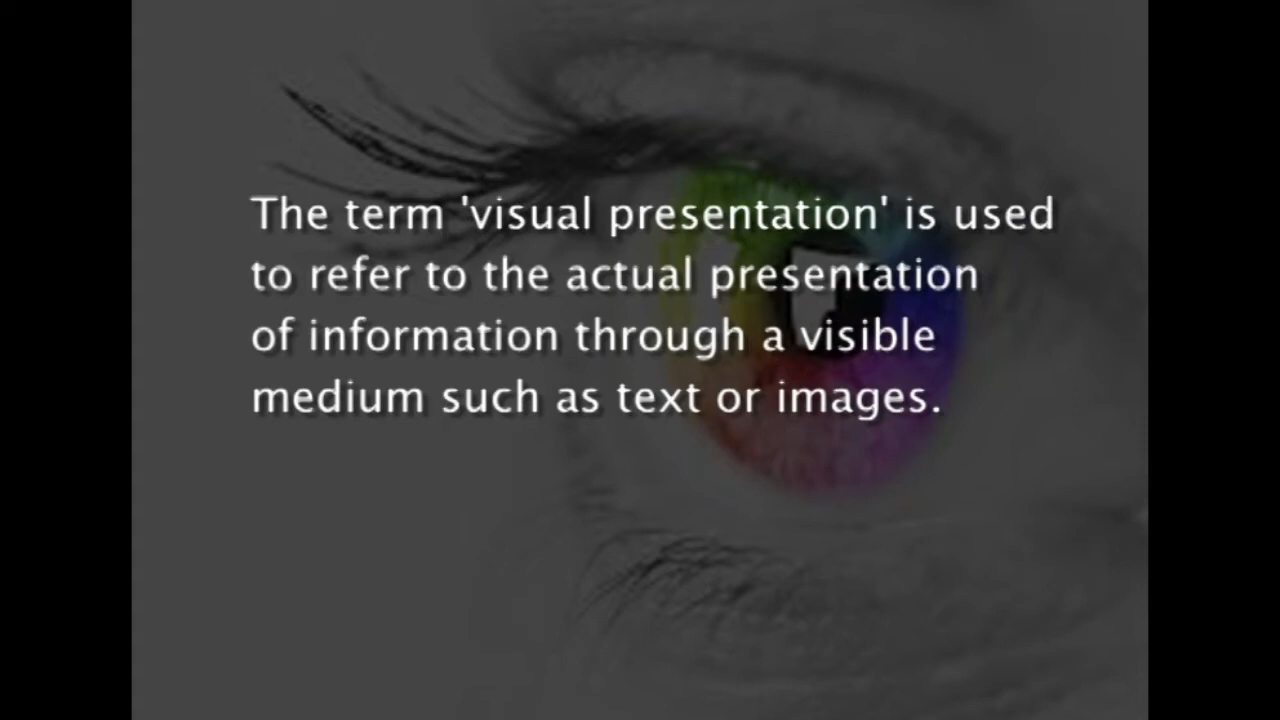 The term 'visual presentation' is used
to refer to the actual presentation
of information through a visible
medium such as text or images.